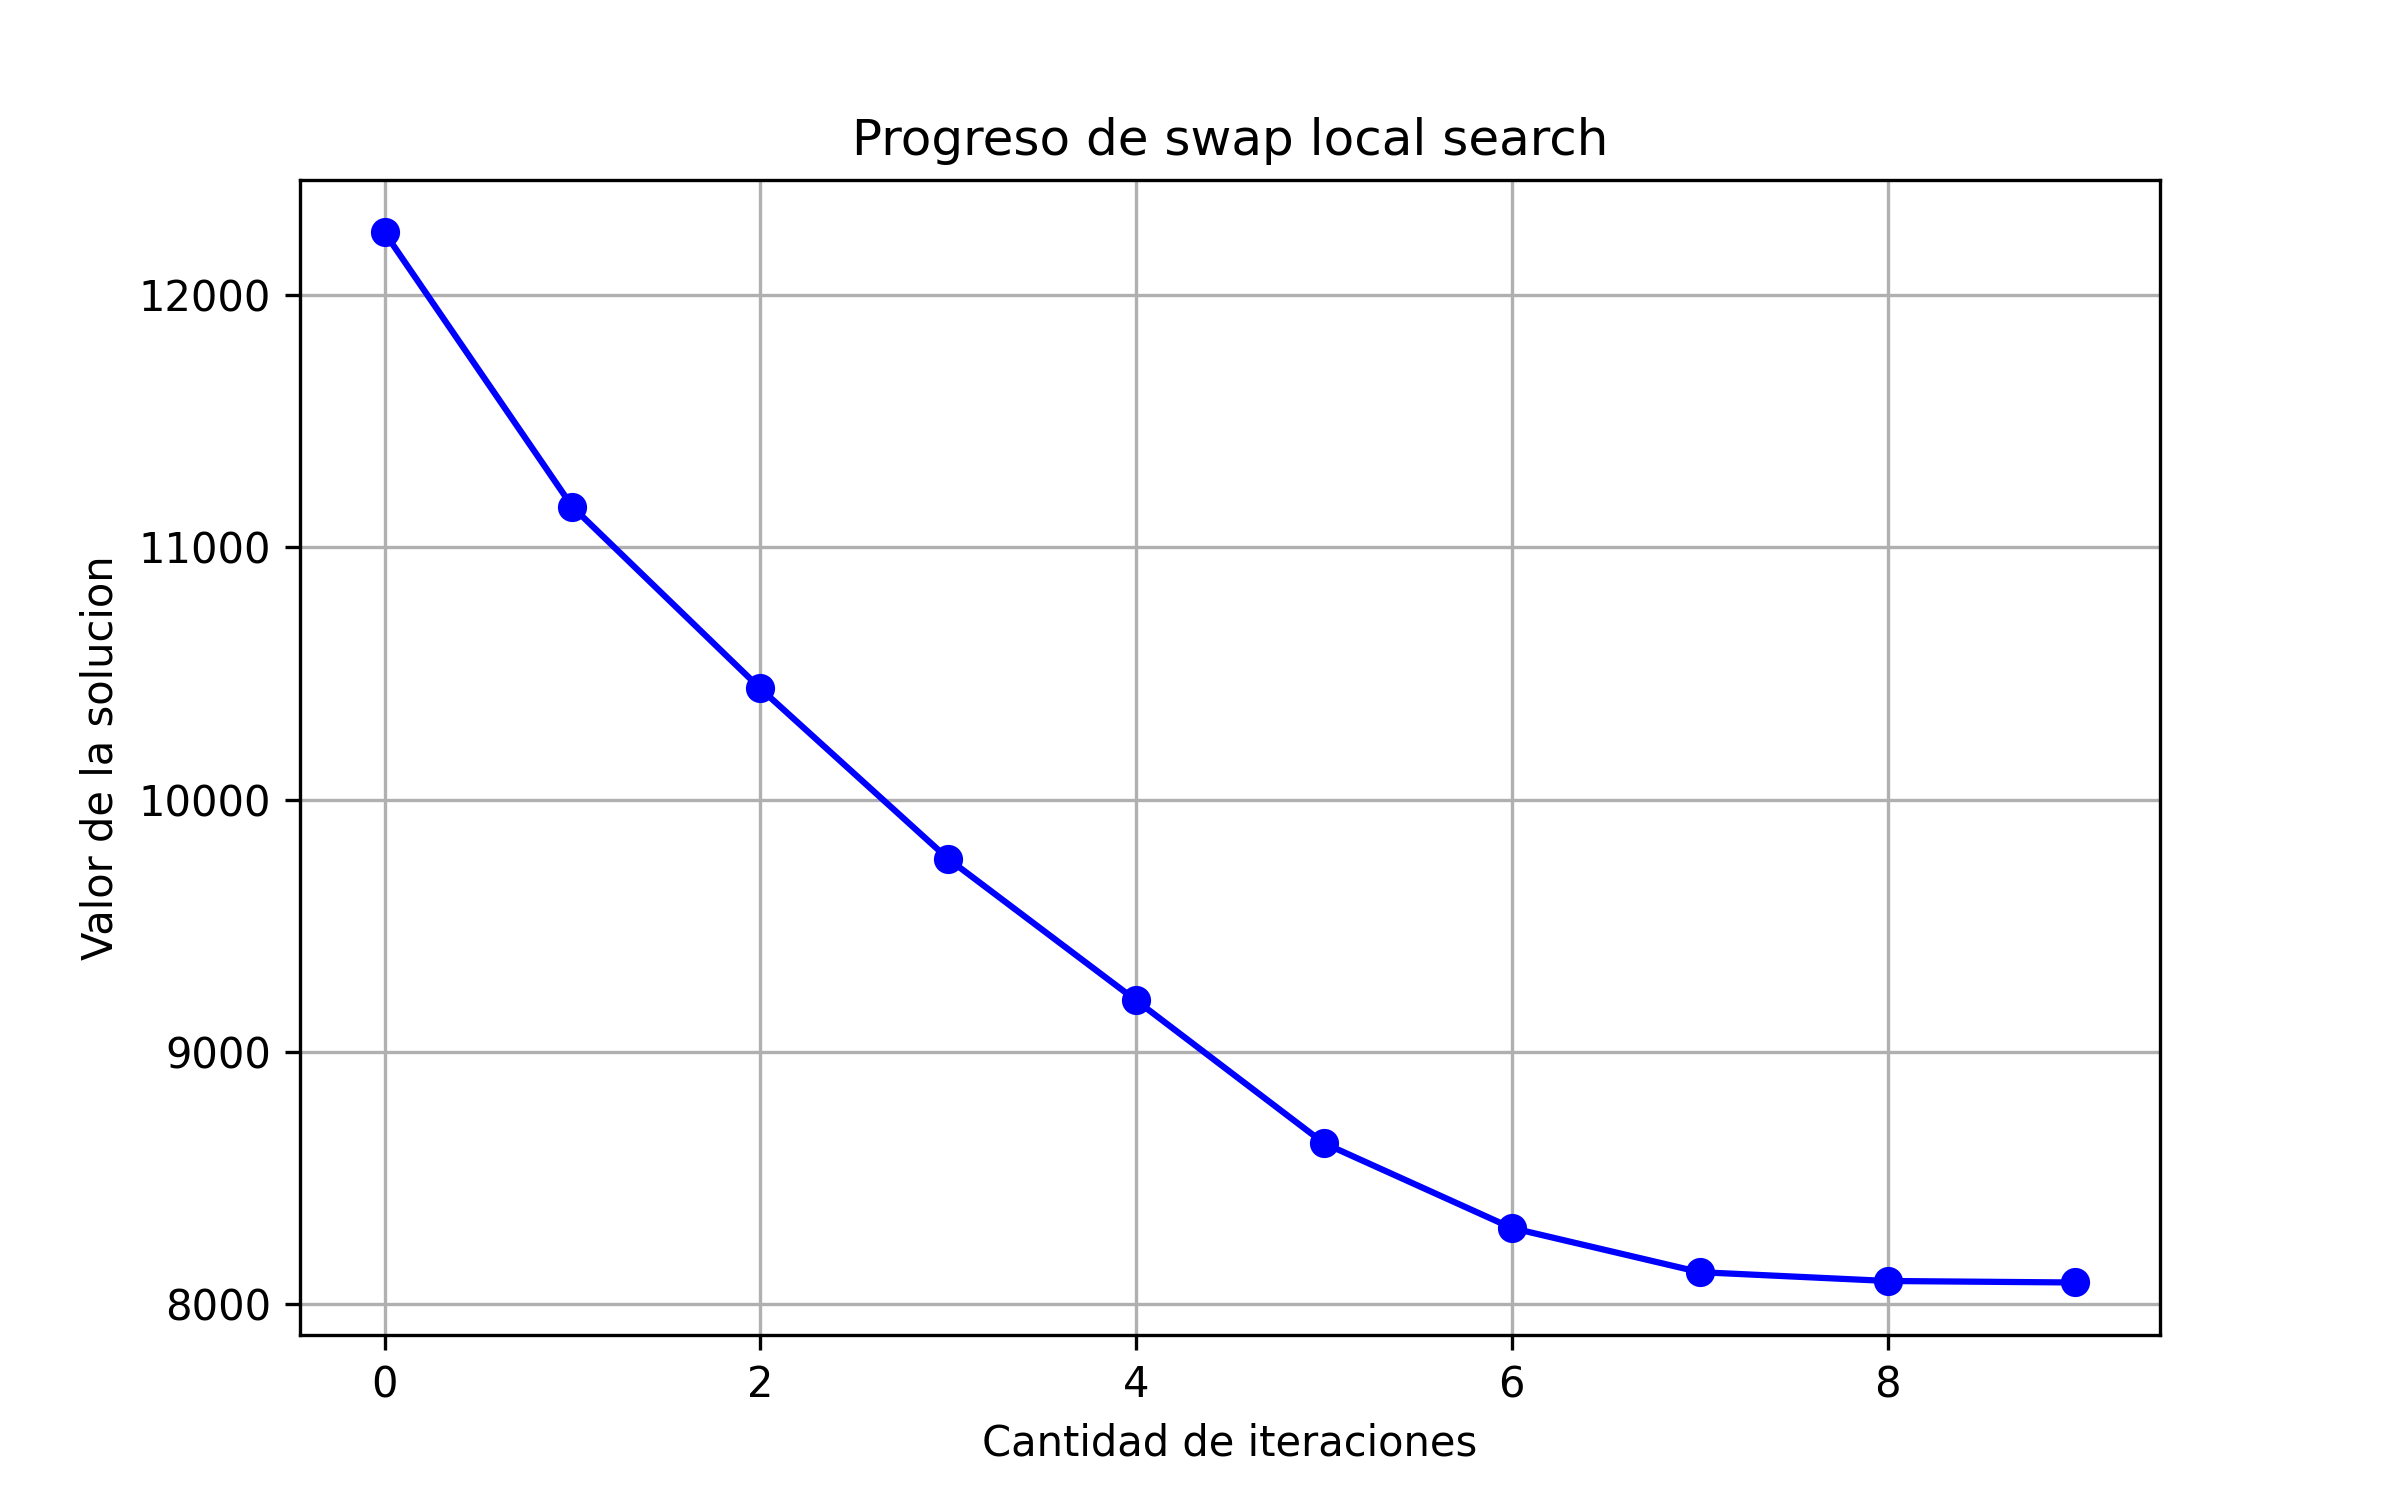 Progreso de swap local search
Valor de la solucion
12000
11000
10000
9000
8000
0 2 4 6 8
Cantidad de iteraciones